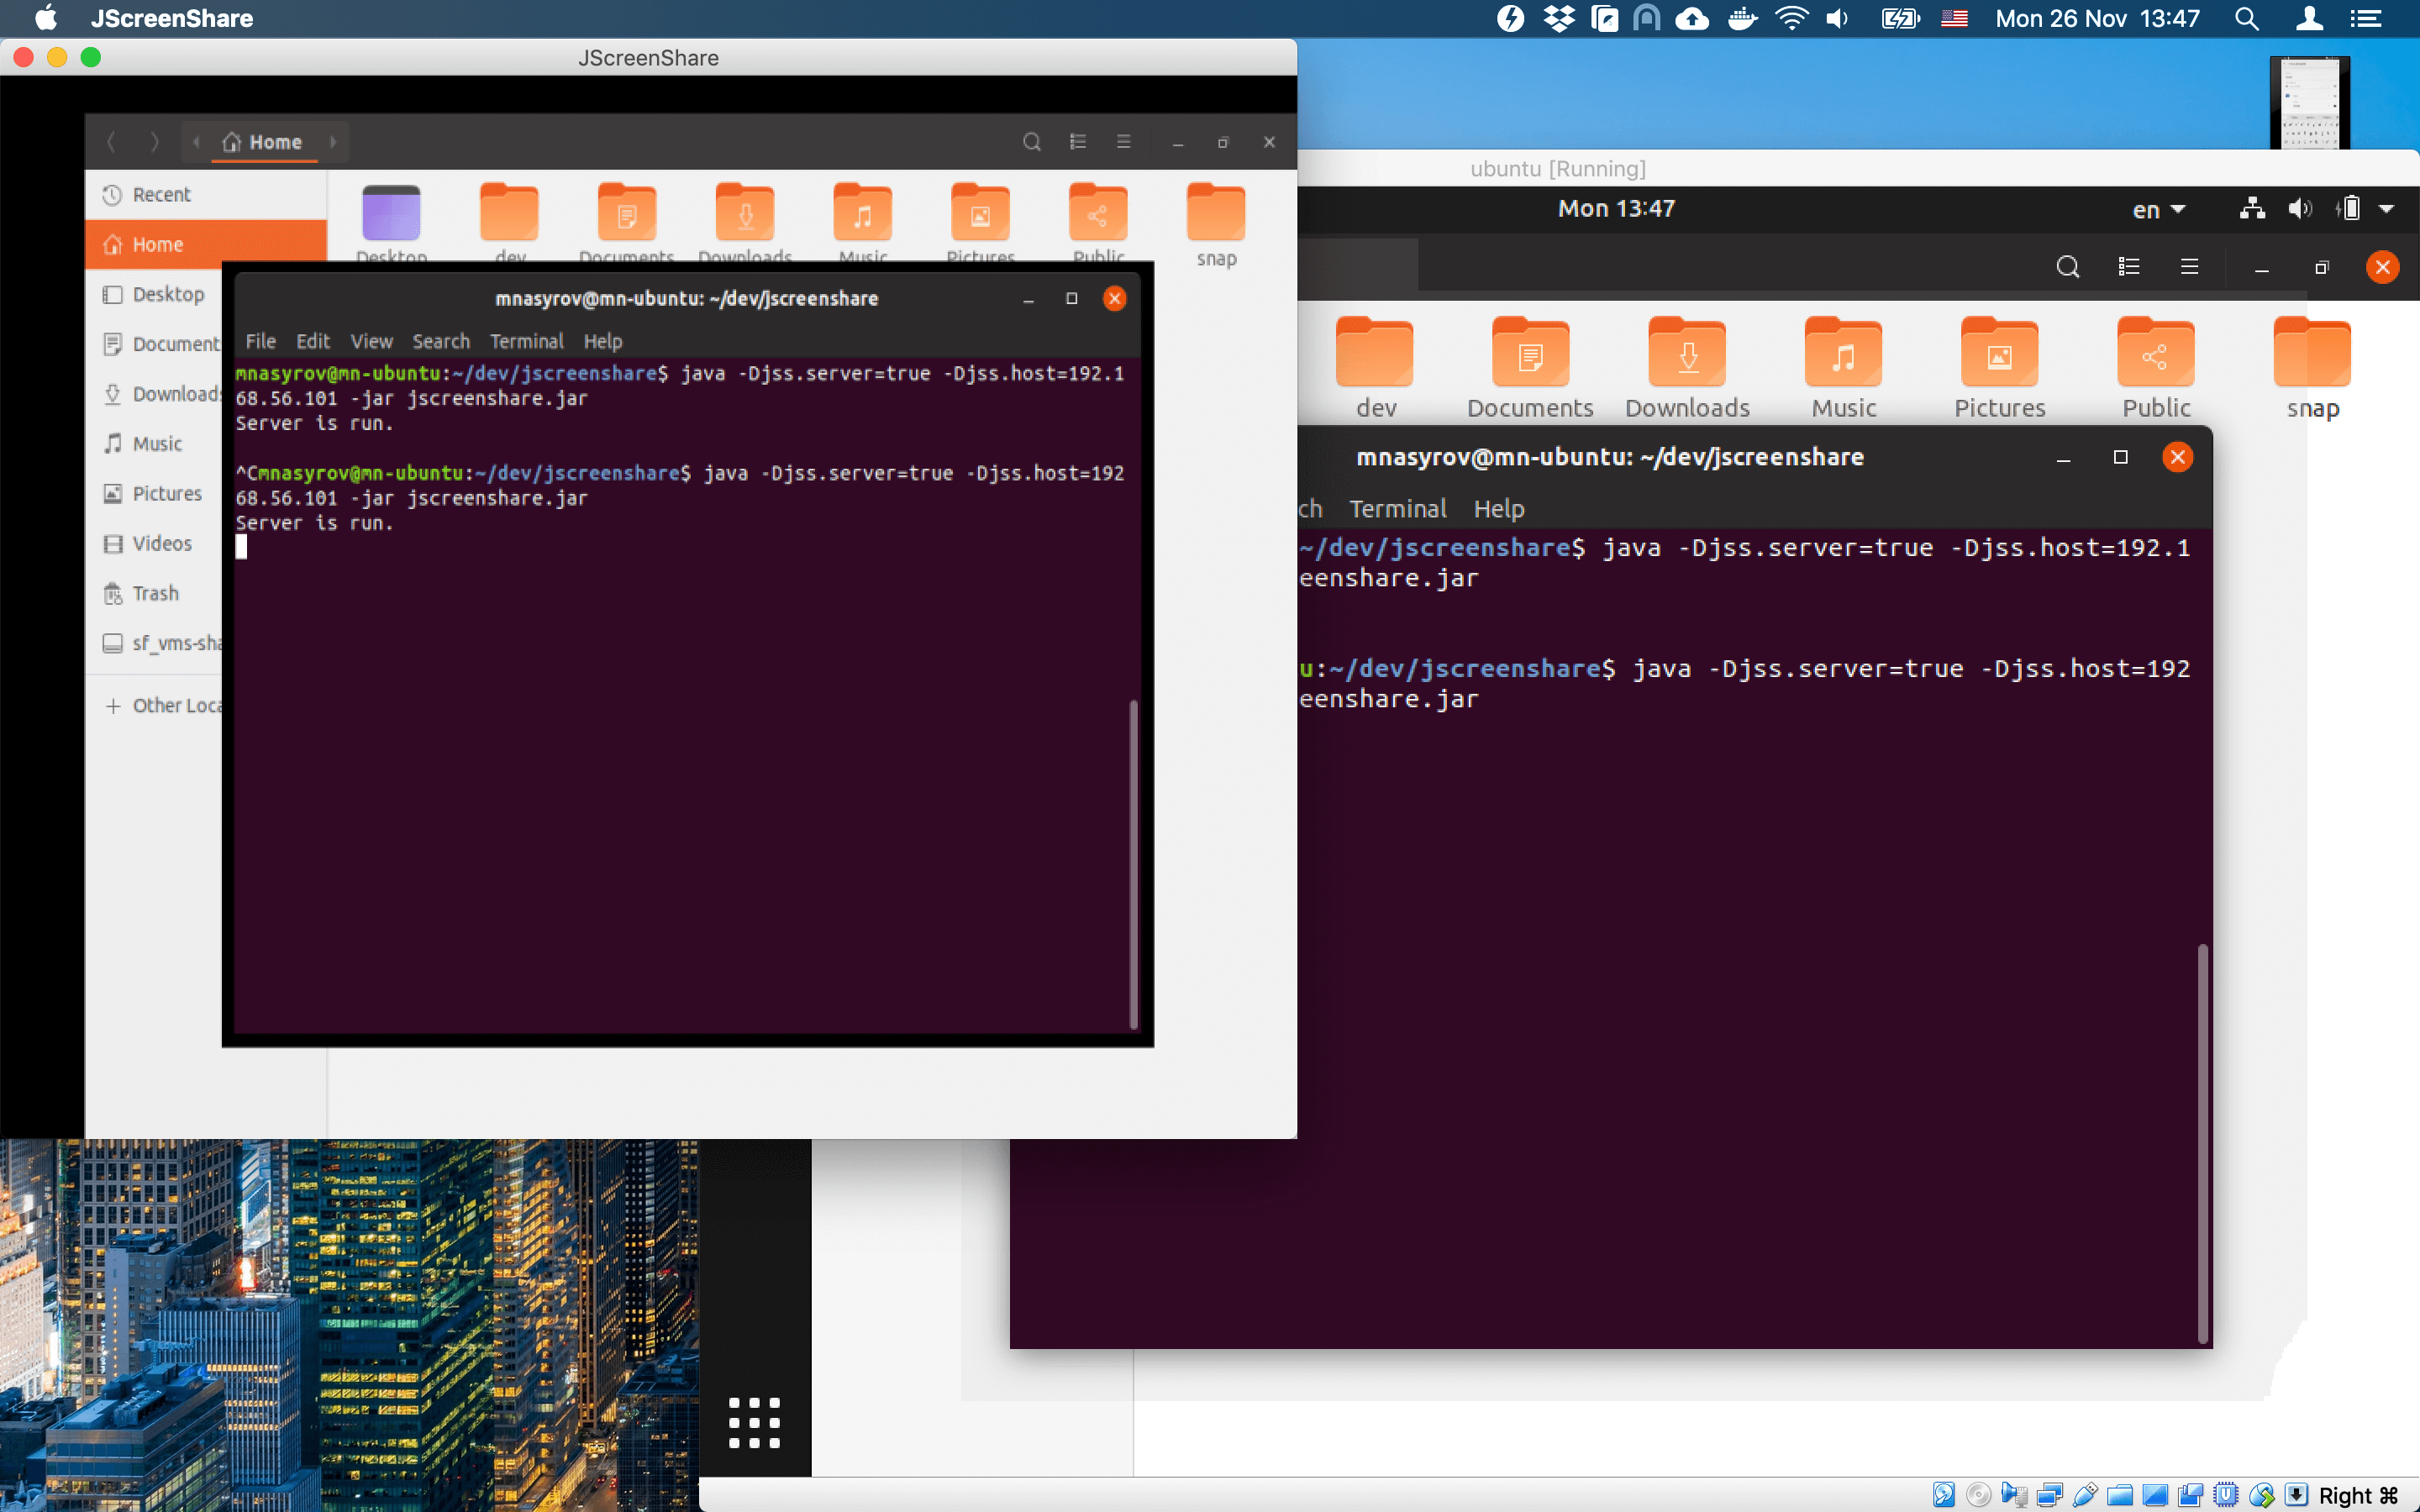 JScreenShare
Mon 26 Nov 13:47
JScreenShare
Home
Recent
Home
Desktop
Document
Downloads
Music
Pictures
Videos
Trash
sf_vms-sha
Other Loca
Desktop
dev
Documents
Downloads
Music
Pictures
Public
snap
mnasyrov@mn-ubuntu: ~/dev/jscreenshare
File Edit View Search Terminal Help
mnasyrov@mn-ubuntu:~/dev/jscreenshare$ java -Djss.server=true -Djss.host=192.1
68.56.101 -jar jscreenshare.jar
Server is run.
^Cmnasyrov@mn-ubuntu:~/dev/jscreenshare$ java -Djss.server=true -Djss.host=192
68.56.101 -jar jscreenshare.jar
Server is run.
ubuntu [Running]
Mon 13:47
en
dev
Documents
Downloads
Music
Pictures
Public
snap
mnasyrov@mn-ubuntu: ~/dev/jscreenshare
ch Terminal Help
~/dev/jscreenshare$ java -Djss.server=true -Djss.host=192.1
eenshare.jar
u:~/dev/jscreenshare$ java -Djss.server=true -Djss.host=192
eenshare.jar
Right ⌘